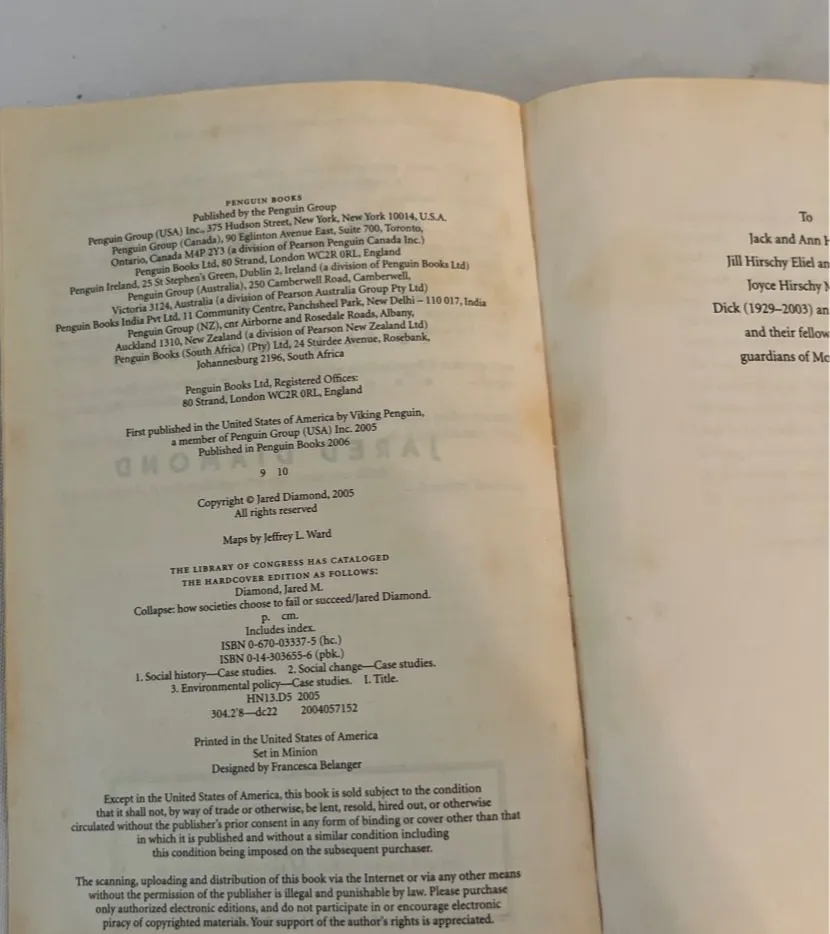 PENGUIN BOOKS
Published by the Penguin Group
Penguin Group (USA) Inc., 375 Hudson Street, New York, New York 10014, U.S.A.
Penguin Group (Canada), 90 Eglinton Avenue East, Suite 700, Toronto,
Ontario, Canada M4P 2Y3 (a division of Pearson Penguin Canada Inc.)
Penguin Books Ltd, 80 Strand, London WC2R 0RL, England
Penguin Ireland, 25 St Stephen's Green, Dublin 2, Ireland (a division of Penguin Books Ltd)
Penguin Group (Australia), 250 Camberwell Road, Camberwell,
Victoria 3124, Australia (a division of Pearson Australia Group Pty Ltd)
Penguin Books India Pvt Ltd, 11 Community Centre, Panchsheel Park, New Delhi – 110 017, India
Penguin Group (NZ), cnr Airborne and Rosedale Roads, Albany,
Auckland 1310, New Zealand (a division of Pearson New Zealand Ltd)
Penguin Books (South Africa) (Pty) Ltd, 24 Sturdee Avenue, Rosebank,
Johannesburg 2196, South Africa
Penguin Books Ltd, Registered Offices:
80 Strand, London WC2R 0RL, England
First published in the United States of America by Viking Penguin,
a member of Penguin Group (USA) Inc. 2005
Published in Penguin Books 2006
9 10
Copyright © Jared Diamond, 2005
All rights reserved
Maps by Jeffrey L. Ward
THE LIBRARY OF CONGRESS HAS CATALOGED
THE HARDCOVER EDITION AS FOLLOWS:
Diamond, Jared M.
Collapse: how societies choose to fail or succeed/Jared Diamond.
p. cm.
Includes index.
ISBN 0-670-03337-5 (hc.)
ISBN 0-14-303655-6 (pbk.)
1. Social history—Case studies. 2. Social change—Case studies.
3. Environmental policy—Case studies. I. Title.
HN13.D5 2005
304.2'8—dc22 2004057152
Printed in the United States of America
Set in Minion
Designed by Francesca Belanger
Except in the United States of America, this book is sold subject to the condition
that it shall not, by way of trade or otherwise, be lent, resold, hired out, or otherwise
circulated without the publisher's prior consent in any form of binding or cover other than that
in which it is published and without a similar condition including
this condition being imposed on the subsequent purchaser.
The scanning, uploading and distribution of this book via the Internet or via any other means
without the permission of the publisher is illegal and punishable by law. Please purchase
only authorized electronic editions, and do not participate in or encourage electronic
piracy of copyrighted materials. Your support of the author's rights is appreciated.
To
Jack and Ann
Jill Hirschy Eliel
Joyce Hirschy
Dick (1929–2003)
and their
guardians of